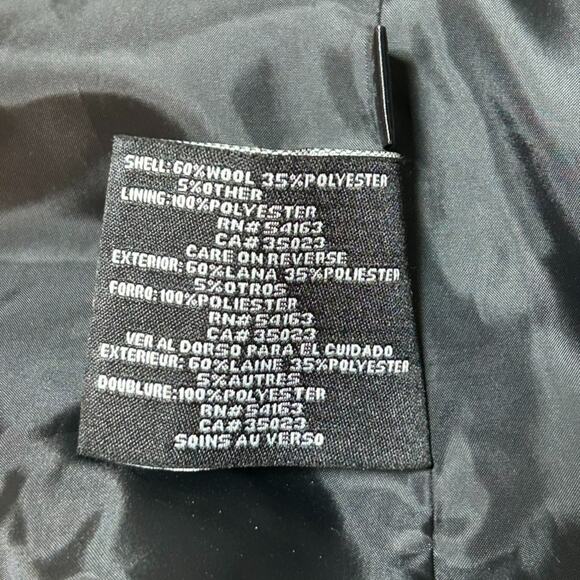 SHELL:60%WOOL 35%POLYESTER
5%OTHER
LINING:100%POLYESTER
RN# 54163
CA# 35023
CARE ON REVERSE
EXTERIOR: 60%LANA 35%POLIESTER
5%OTROS
FORRO:100%POLIESTER
RN# 54163
CA# 35023
VER AL DORSO PARA EL CUIDADO
EXTERIEUR: 60%LAINE 35%POLYESTER
5%AUTRES
DOUBLURE:100%POLYESTER
RN# 54163
CA# 35023
SOINS AU VERSO